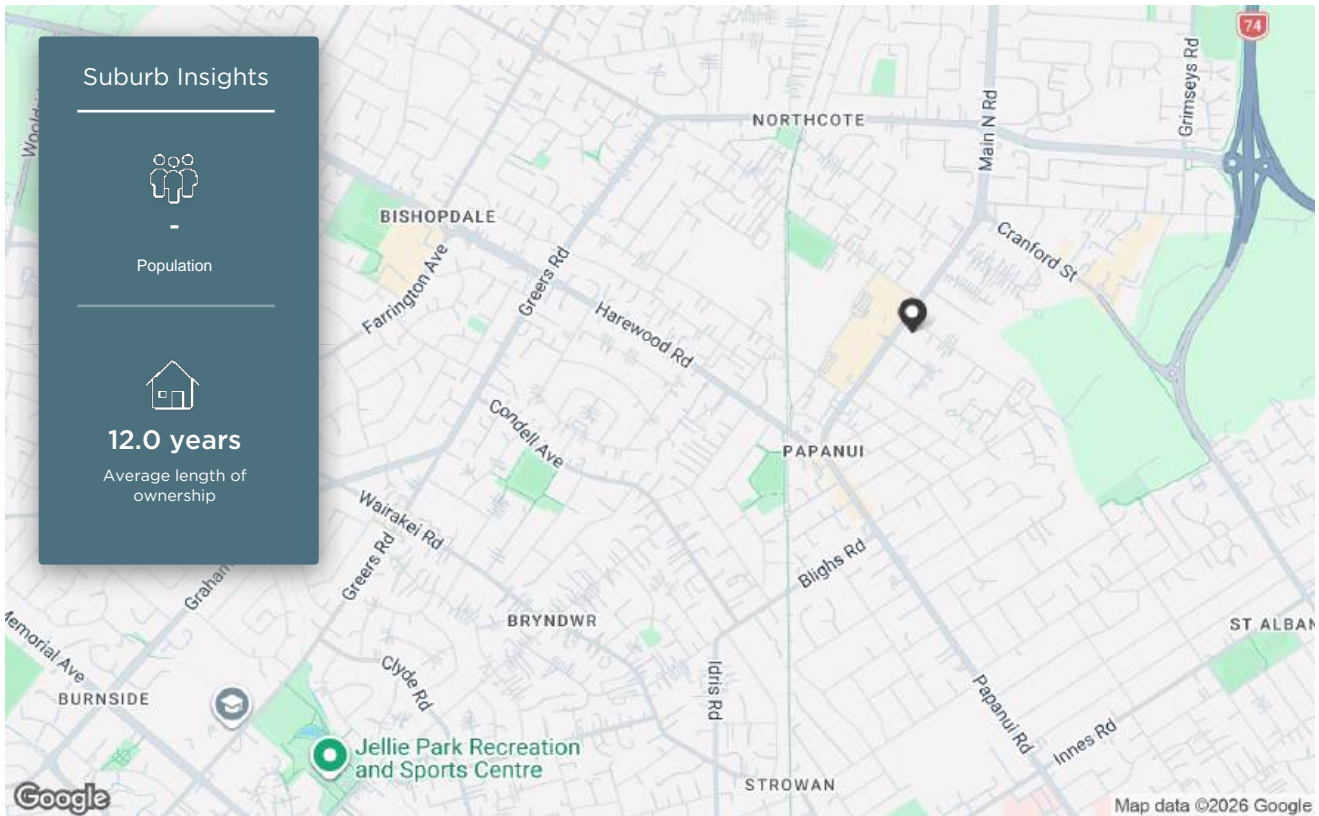 Suburb Insights
-
Population
12.0 years
Average length of
ownership
74
Grimseys Rd
Main N Rd
NORTHCOTE
BISHOPDALE
Cranford St
Farrington Ave
Greers Rd
Harewood Rd
Condell Ave
PAPANUI
Wairakei Rd
Greers Rd
Blighs Rd
Memorial Ave
BRYNDWR
ST ALBAN
Clyde Rd
Idris Rd
BURNSIDE
Papanui Rd
Innes Rd
Jellie Park Recreation
and Sports Centre
STROWAN
Google
Map data ©2026 Google